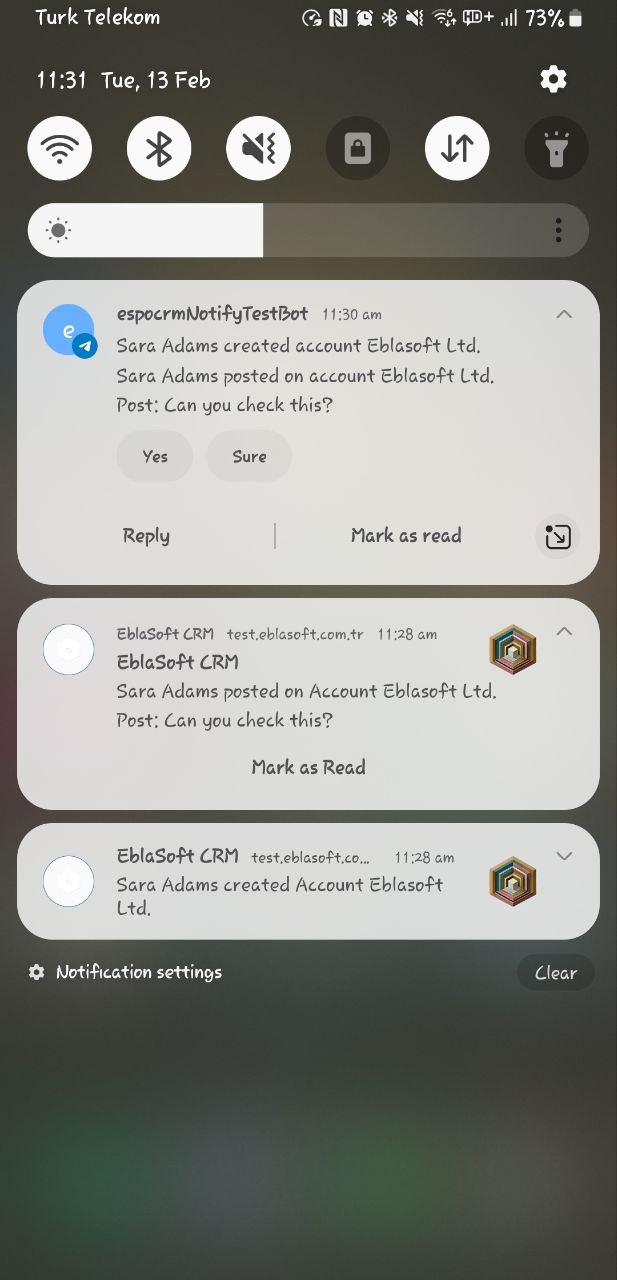 Turk Telekom 73%
11:31 Tue, 13 Feb
espocrmNotifyTestBot 11:30 am
e
Sara Adams created account Eblasoft Ltd.
Sara Adams posted on account Eblasoft Ltd.
Post: Can you check this?
Yes Sure
Reply Mark as read
EblaSoft CRM test.eblasoft.com.tr 11:28 am
EblaSoft CRM
Sara Adams posted on Account Eblasoft Ltd.
Post: Can you check this?
Mark as Read
EblaSoft CRM test.eblasoft.co... 11:28 am
Sara Adams created Account Eblasoft
Ltd.
Notification settings Clear